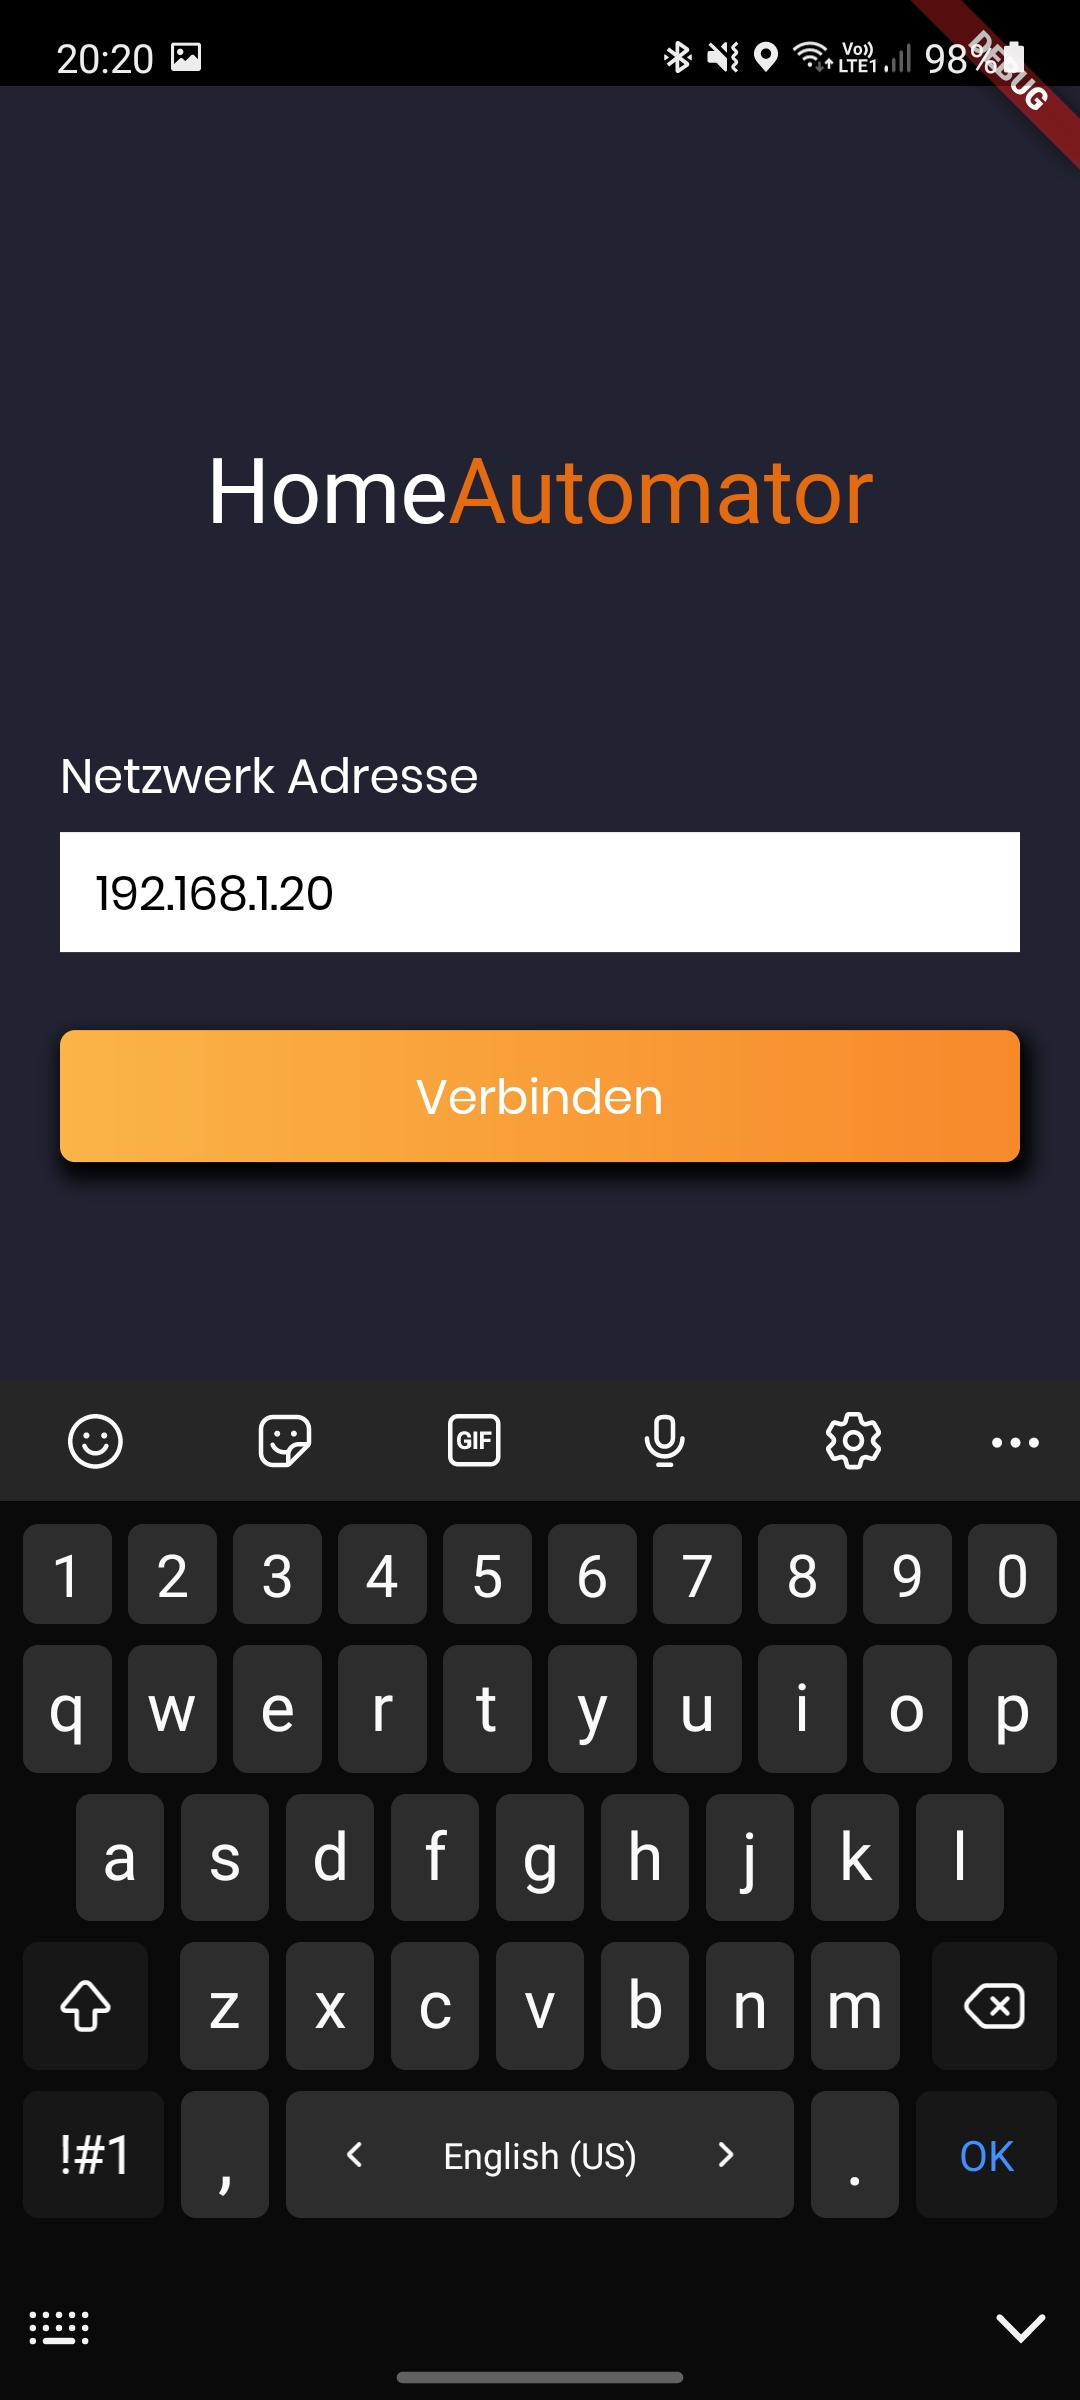 20:20 Vo)) LTE1 98%
DEBUG
HomeAutomator
Netzwerk Adresse
192.168.1.20
Verbinden
GIF
1 2 3 4 5 6 7 8 9 0
q w e r t y u i o p
a s d f g h j k l
z x c v b n m
!#1 , < English (US) > . OK